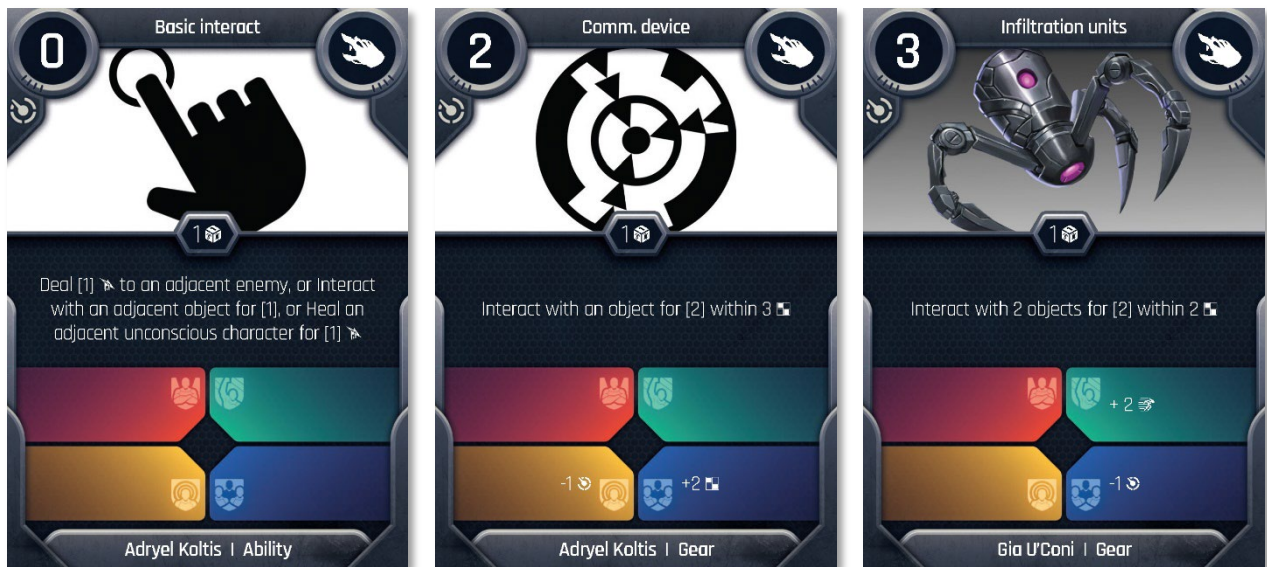 Basic interact
0
1
Deal [1] to an adjacent enemy, or Interact
with an adjacent object for [1], or Heal an
adjacent unconscious character for [1]
Adryel Koltis | Ability
Comm. device
2
1
Interact with an object for [2] within 3
-1
+2
Adryel Koltis | Gear
Infiltration units
3
1
Interact with 2 objects for [2] within 2
+ 2
-1
Gia U'Coni | Gear